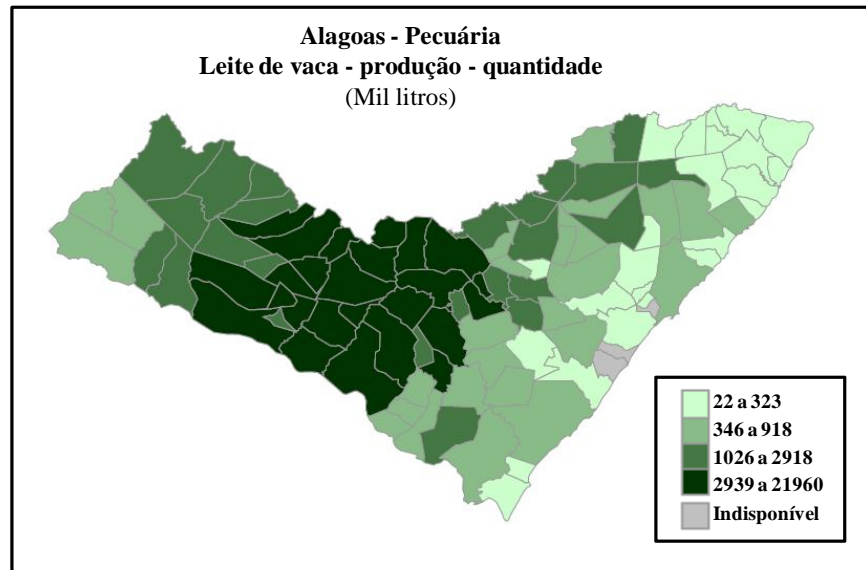 Alagoas - Pecuária
Leite de vaca - produção - quantidade
(Mil litros)
22 a 323
346 a 918
1026 a 2918
2939 a 21960
Indisponível